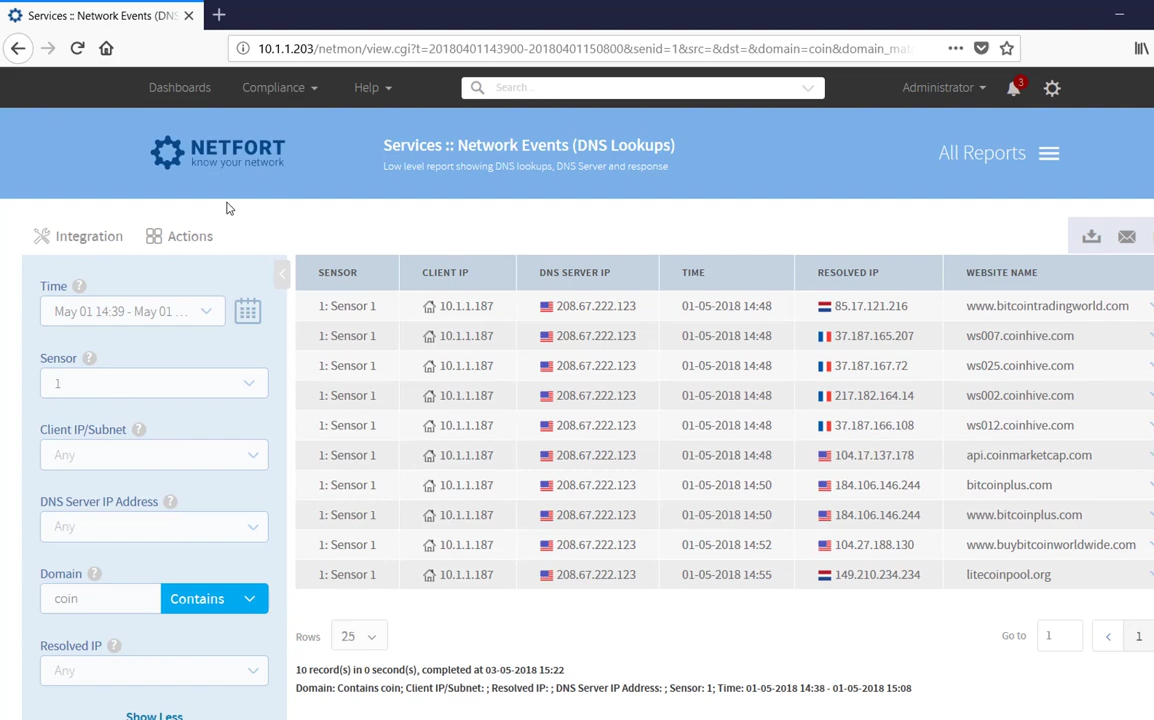 Services :: Network Events (DNS
10.1.1.203/netmon/view.cgi?t=20180401143900-20180401150800&senid=1&src=&dst=&domain=coin&domain_mat
Dashboards Compliance Help Search... Administrator 3
NETFORT
know your network
Services :: Network Events (DNS Lookups)
Low level report showing DNS lookups, DNS Server and response
All Reports
Integration Actions
SENSOR CLIENT IP DNS SERVER IP TIME RESOLVED IP WEBSITE NAME
1: Sensor 1 10.1.1.187 208.67.222.123 01-05-2018 14:48 85.17.121.216 www.bitcointradingworld.com
1: Sensor 1 10.1.1.187 208.67.222.123 01-05-2018 14:48 37.187.165.207 ws007.coinhive.com
1: Sensor 1 10.1.1.187 208.67.222.123 01-05-2018 14:48 37.187.167.72 ws025.coinhive.com
1: Sensor 1 10.1.1.187 208.67.222.123 01-05-2018 14:48 217.182.164.14 ws002.coinhive.com
1: Sensor 1 10.1.1.187 208.67.222.123 01-05-2018 14:48 37.187.166.108 ws012.coinhive.com
1: Sensor 1 10.1.1.187 208.67.222.123 01-05-2018 14:48 104.17.137.178 api.coinmarketcap.com
1: Sensor 1 10.1.1.187 208.67.222.123 01-05-2018 14:50 184.106.146.244 bitcoinplus.com
1: Sensor 1 10.1.1.187 208.67.222.123 01-05-2018 14:50 184.106.146.244 www.bitcoinplus.com
1: Sensor 1 10.1.1.187 208.67.222.123 01-05-2018 14:52 104.27.188.130 www.buybitcoinworldwide.com
1: Sensor 1 10.1.1.187 208.67.222.123 01-05-2018 14:55 149.210.234.234 litecoinpool.org
Time ?
May 01 14:39 - May 01 ...
Sensor ?
1
Client IP/Subnet ?
Any
DNS Server IP Address ?
Any
Domain ?
coin Contains
Resolved IP ?
Any
Show Less
Rows 25 Go to 1 < 1
10 record(s) in 0 second(s), completed at 03-05-2018 15:22
Domain: Contains coin; Client IP/Subnet: ; Resolved IP: ; DNS Server IP Address: ; Sensor: 1; Time: 01-05-2018 14:38 - 01-05-2018 15:08